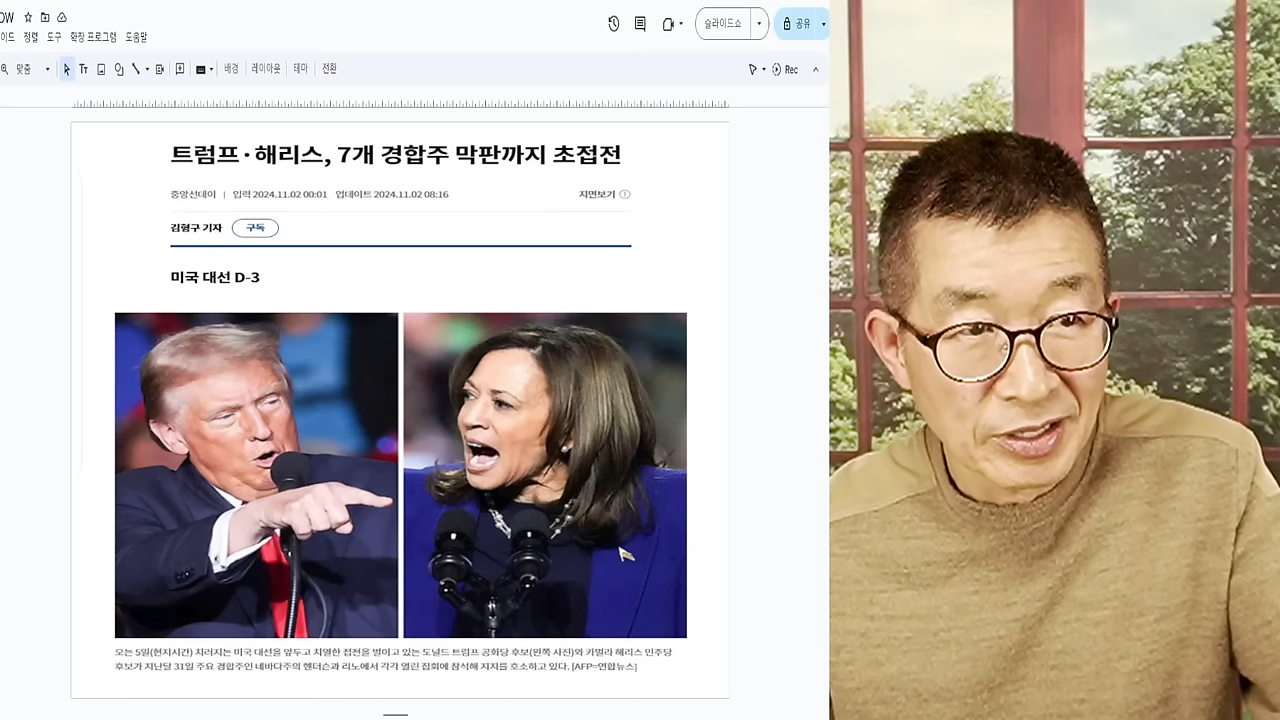 OW
이드 정렬 도구 확장 프로그램 도움말
슬라이드쇼
공유
맞춤
배경 레이아웃 테마 전환
Rec
트럼프·해리스, 7개 경합주 막판까지 초접전
중앙선데이 | 입력 2024.11.02 00:01 업데이트 2024.11.02 08:16 지면보기
김형구 기자 구독
미국 대선 D-3
오는 5일(현지시간) 치러지는 미국 대선을 앞두고 치열한 접전을 벌이고 있는 도널드 트럼프 공화당 후보(왼쪽 사진)와 카멀라 해리스 민주당
후보가 지난달 31일 주요 경합주인 네바다주의 헨더슨과 리노에서 각각 열린 집회에 참석해 지지를 호소하고 있다. [AFP=연합뉴스]